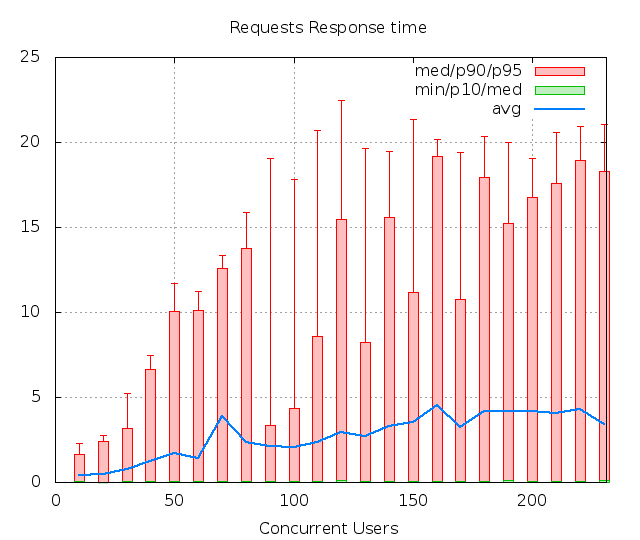 Requests Response time
25
20
15
10
5
0
med/p90/p95
min/p10/med
avg
0 50 100 150 200
Concurrent Users